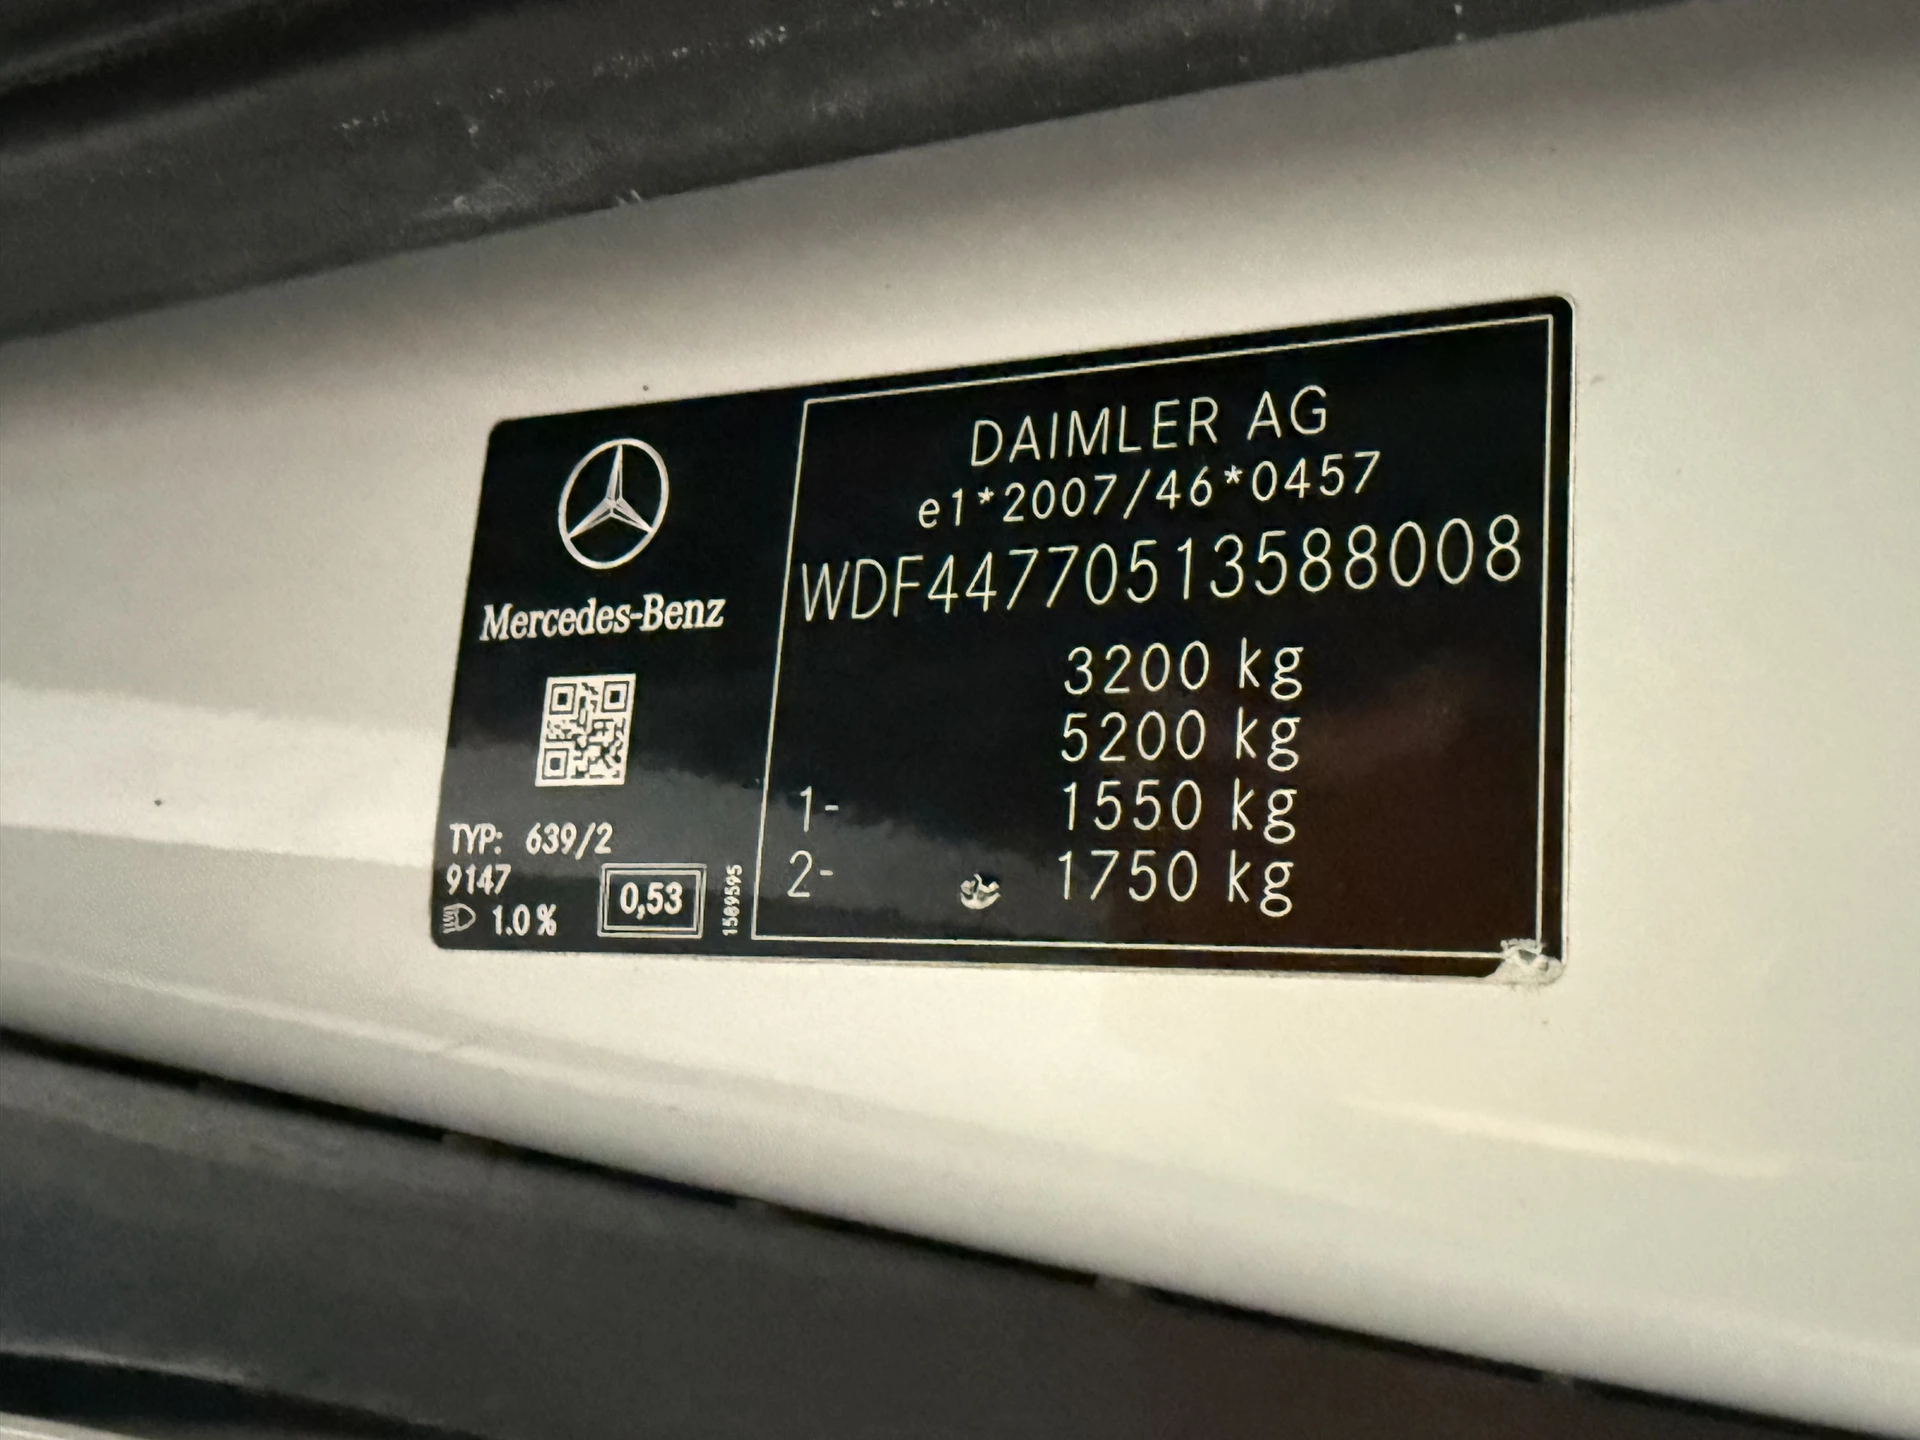 Mercedes-Benz
TYP: 639/2
9147
1.0%
0,53
1589595
DAIMLER AG
e1*2007/46*0457
WDF44770513588008
3200 kg
5200 kg
1- 1550 kg
2- 1750 kg